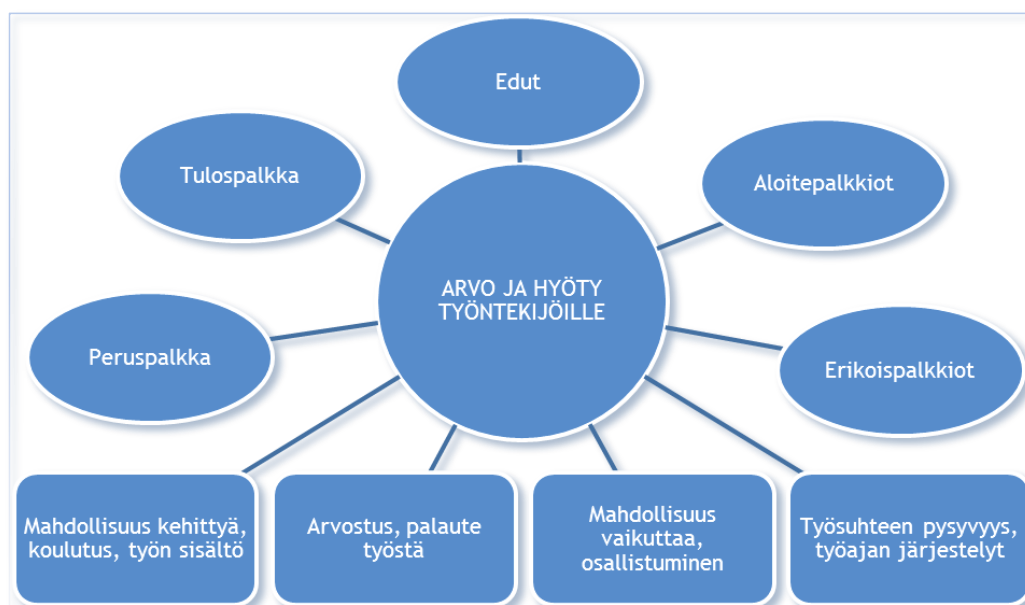 Edut
Tulospalkka
Aloitepalkkiot
ARVO JA HYÖTY
TYÖNTEKIJÖILLE
Peruspalkka
Erikoispalkkiot
Mahdollisuus kehittyä,
koulutus, työn sisältö
Arvostus, palaute
työstä
Mahdollisuus
vaikuttaa,
osallistuminen
Työsuhteen pysyvyys,
työajan järjestelyt